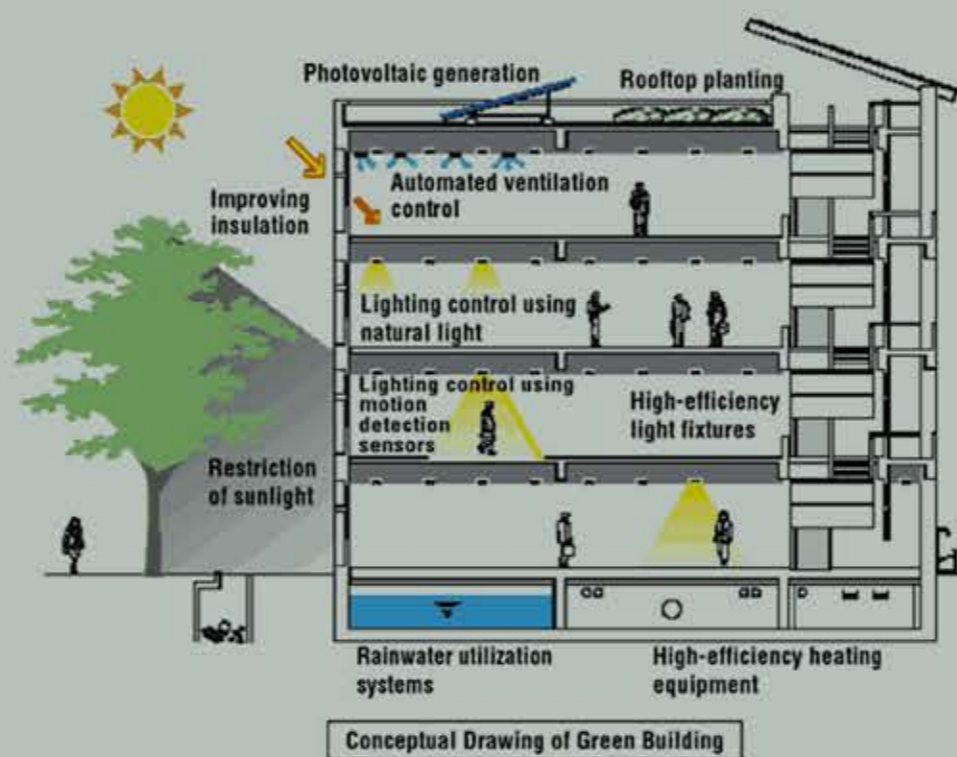 Photovoltaic generation
Rooftop planting
Improving
insulation
Automated ventilation
control
Lighting control using
natural light
Lighting control using
motion
detection
sensors
High-efficiency
light fixtures
Restriction
of sunlight
Rainwater utilization
systems
High-efficiency heating
equipment
Conceptual Drawing of Green Building